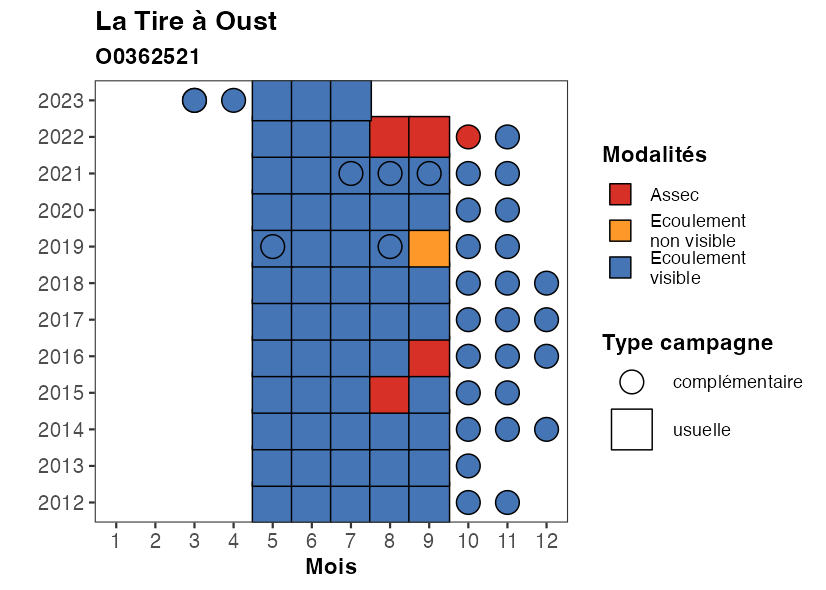 La Tire à Oust
O0362521
2023
2022
2021
2020
2019
2018
2017
2016
2015
2014
2013
2012
1 2 3 4 5 6 7 8 9 10 11 12
Mois
Modalités
Assec
Ecoulement
non visible
Ecoulement
visible
Type campagne
complémentaire
usuelle